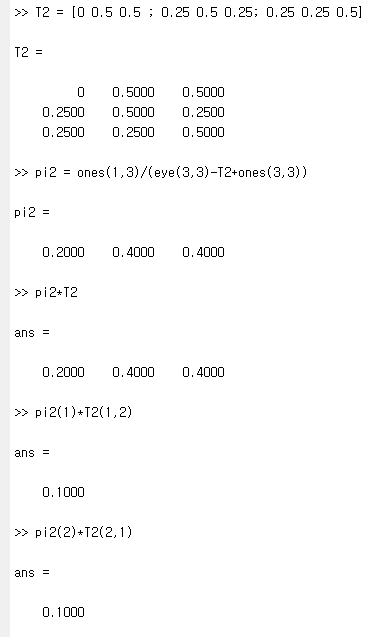 >> T2 = [0 0.5 0.5 ; 0.25 0.5 0.25; 0.25 0.25 0.5]
T2 =
0 0.5000 0.5000
0.2500 0.5000 0.2500
0.2500 0.2500 0.5000
>> pi2 = ones(1,3)/(eye(3,3)-T2+ones(3,3))
pi2 =
0.2000 0.4000 0.4000
>> pi2*T2
ans =
0.2000 0.4000 0.4000
>> pi2(1)*T2(1,2)
ans =
0.1000
>> pi2(2)*T2(2,1)
ans =
0.1000